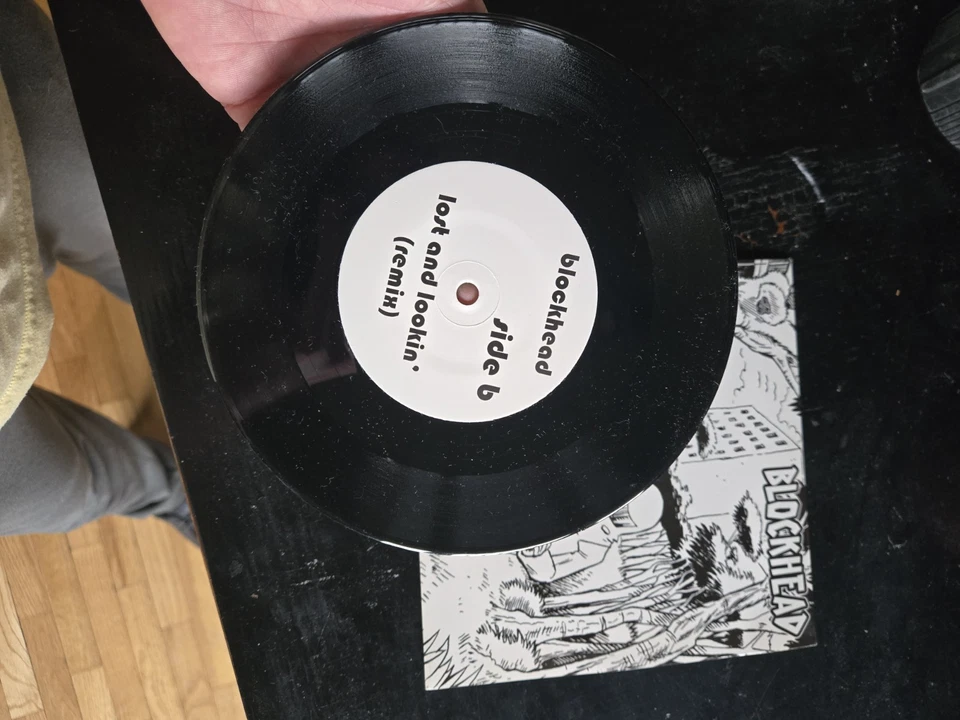 blockhead
side b
lost and lookin'
(remix)
BLOCKHEAD